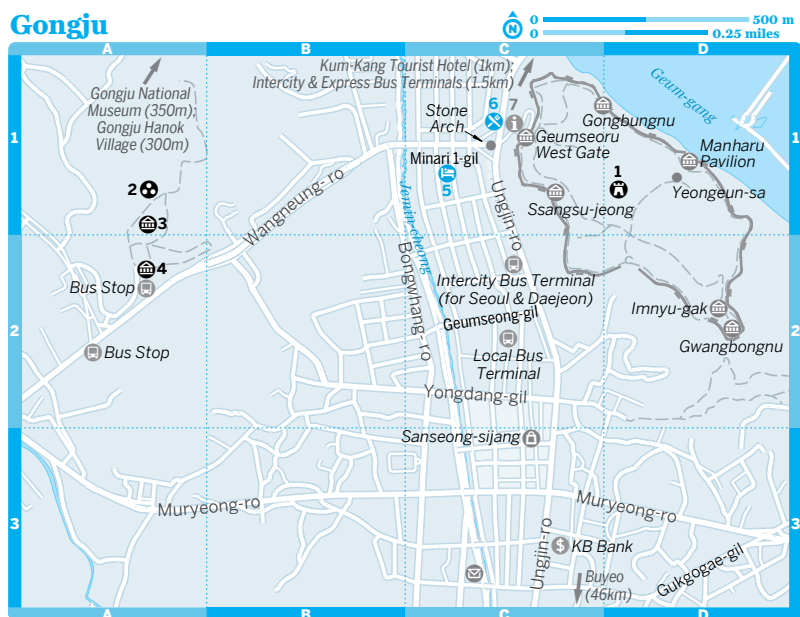 Gongju
N
0 500 m
0 0.25 miles
A B C D
Kum-Kang Tourist Hotel (1km);
Intercity & Express Bus Terminals (1.5km)
Gongju National
Museum (350m);
Gongju Hanok
Village (300m)
Geum-gang
Stone
Arch
6
7
Gongbungnu
Geumseoru
West Gate
1
1
Manharu
Pavilion
Minari 1-gil
5
2
1
Yeongeun-sa
Ssangsu-jeong
Wangneung-ro
Jemin-cheong
Ungjin-ro
3
4
Bus Stop
Bongwhang-ro
Intercity Bus Terminal
(for Seoul & Daejeon)
Geumseong-gil
Imnyu-gak
Gwangbongnu
2
2
Bus Stop
Local Bus
Terminal
Yongdang-gil
Sanseong-sijang
Muryeong-ro
Muryeong-ro
3
3
Ungjin-ro
$ KB Bank
Gukgogae-gil
Buyeo
(46km)
A B C D